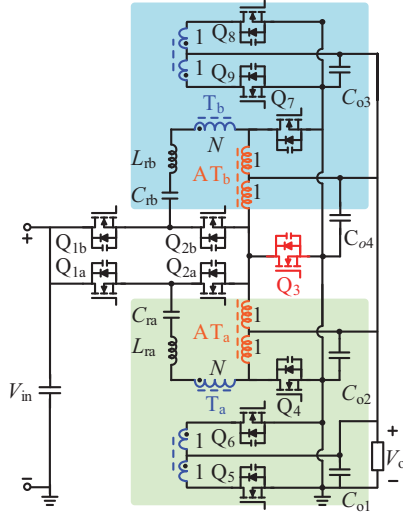 Q8
1
1
Q9
Co3
Tb
Q7
N
Lrb
ATb
1
1
Crb
+
Q1b
Q2b
Co4
Q1a
Q2a
Q3
Cra
ATa
1
1
Lra
N
Co2
Vin
Ta
Q4
Q6
1
1
Q5
+
Vo
−
−
Co1